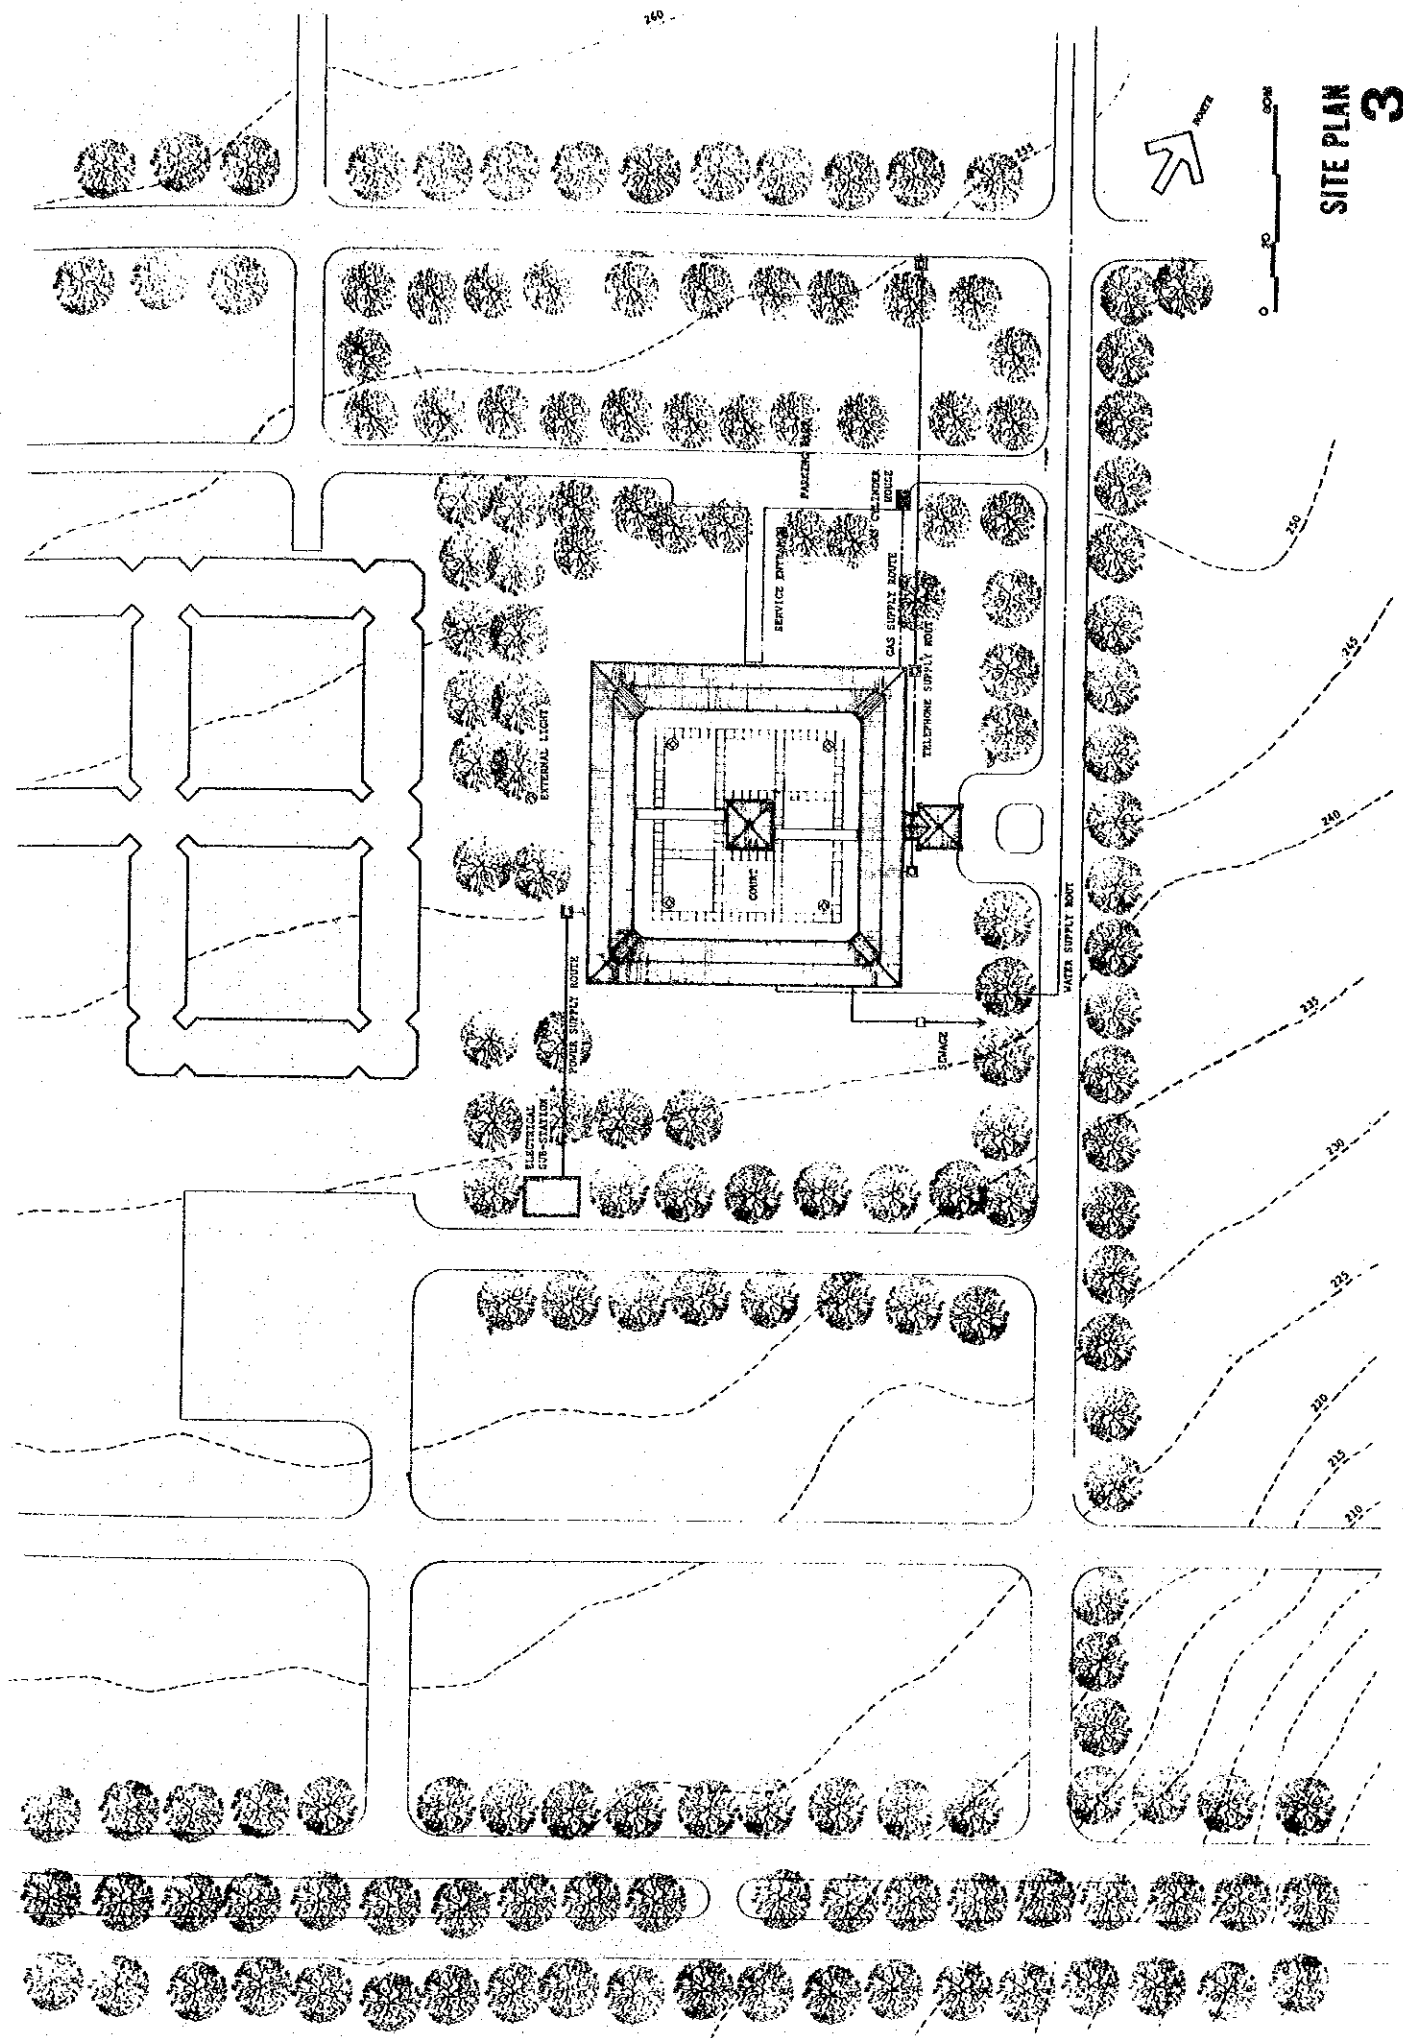 SITE PLAN
3
NORTH
0
20
260
255
250
245
240
235
230
225
220
215
210
PARKING
GAS CYLINDER
HOUSE
SERVICE ENTRANCE
GAS SUPPLY ROUTE
TELEPHONE SUPPLY ROUT
EXTERNAL LIGHT
COURT
WATER SUPPLY ROUT
SEWAGE
POWER SUPPLY ROUTE
ELECTRICAL
SUB-STATION